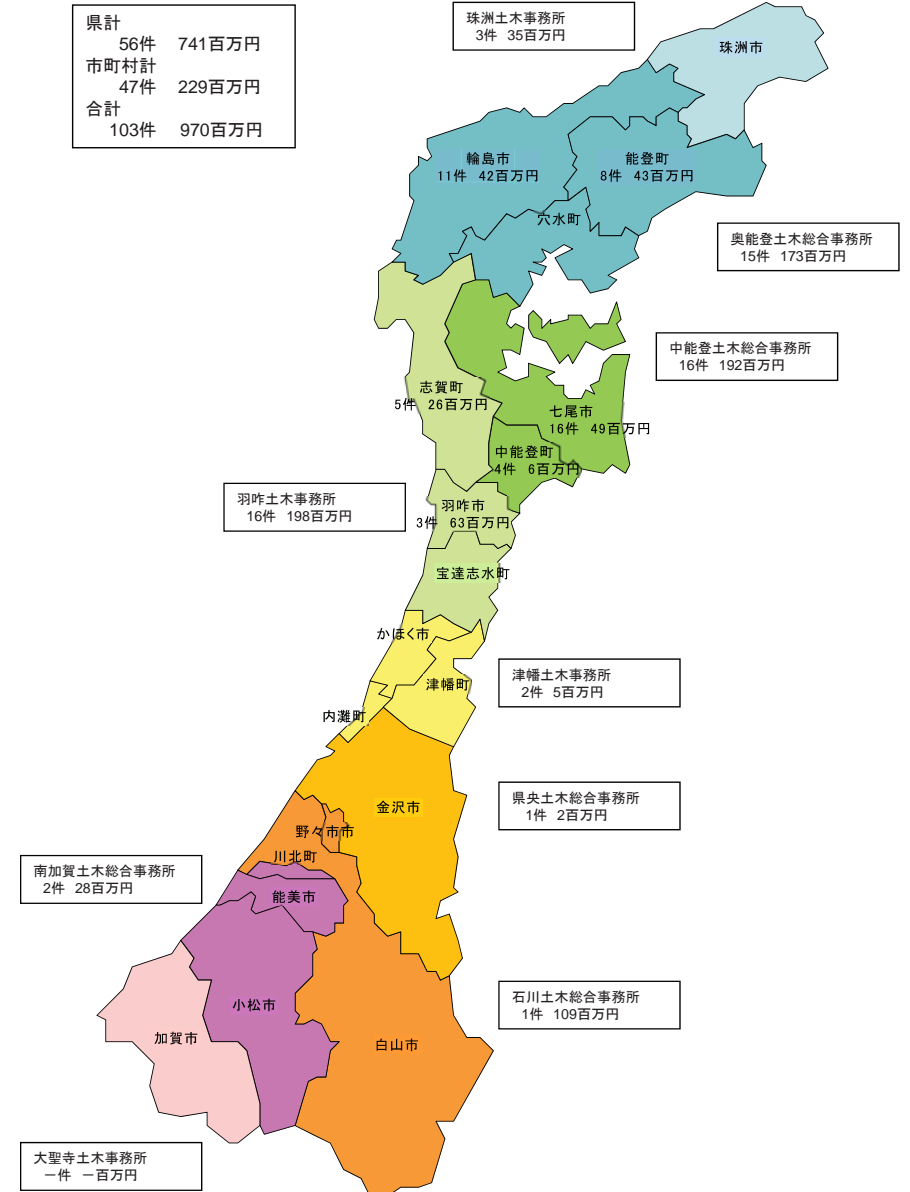 県計
56件 741百万円
市町村計
47件 229百万円
合計
103件 970百万円
珠洲土木事務所
3件 35百万円
珠洲市
輪島市
11件 42百万円
能登町
8件 43百万円
穴水町
奥能登土木総合事務所
15件 173百万円
中能登土木総合事務所
16件 192百万円
志賀町
5件 26百万円
七尾市
16件 49百万円
中能登町
4件 6百万円
羽咋土木事務所
16件 198百万円
羽咋市
3件 63百万円
宝達志水町
かほく市
津幡町
津幡土木事務所
2件 5百万円
内灘町
県央土木総合事務所
1件 2百万円
金沢市
野々市市
川北町
南加賀土木総合事務所
2件 28百万円
能美市
石川土木総合事務所
1件 109百万円
小松市
加賀市
白山市
大聖寺土木事務所
－件 －百万円